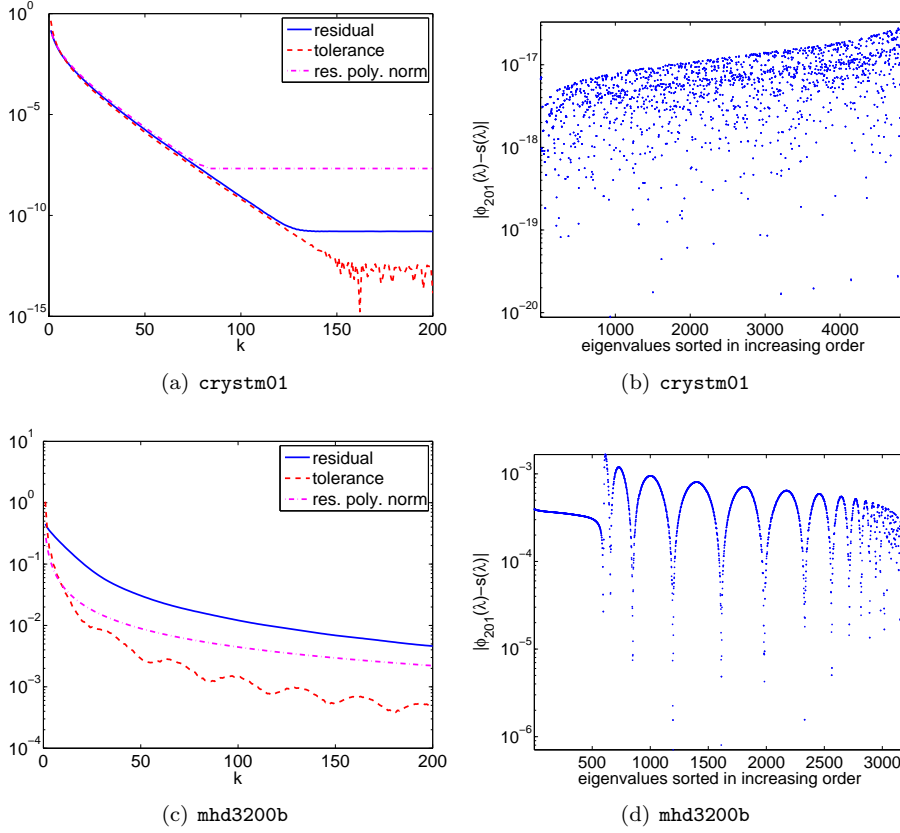 10^0
10^−5
10^−10
10^−15
0 50 100 150 200
k
residual
tolerance
res. poly. norm
(a) crystm01
10^−17
10^−18
10^−19
10^−20
|ϕ_201(λ)−s(λ)|
1000 2000 3000 4000
eigenvalues sorted in increasing order
(b) crystm01
10^1
10^0
10^−1
10^−2
10^−3
10^−4
0 50 100 150 200
k
residual
tolerance
res. poly. norm
(c) mhd3200b
10^−3
10^−4
10^−5
10^−6
|ϕ_201(λ)−s(λ)|
500 1000 1500 2000 2500 3000
eigenvalues sorted in increasing order
(d) mhd3200b